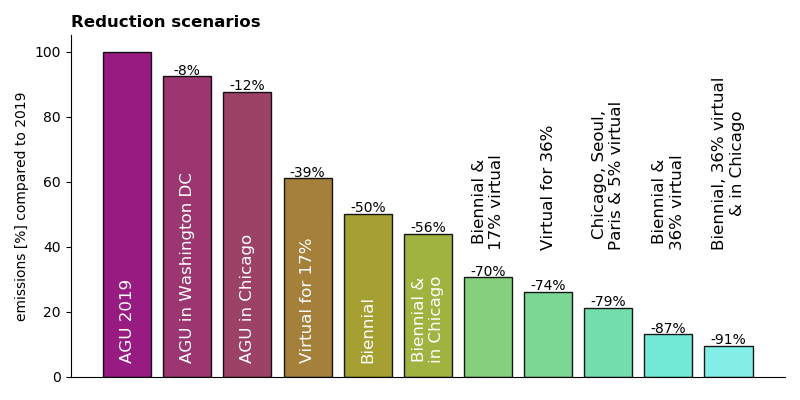 Reduction scenarios
emissions [%] compared to 2019
100
80
60
40
20
0
AGU 2019
-8%
AGU in Washington DC
-12%
AGU in Chicago
-39%
Virtual for 17%
-50%
Biennial
-56%
Biennial &
in Chicago
Biennial &
17% virtual
-70%
Virtual for 36%
-74%
Chicago, Seoul,
Paris & 5% virtual
-79%
Biennial &
36% virtual
-87%
Biennial, 36% virtual
& in Chicago
-91%